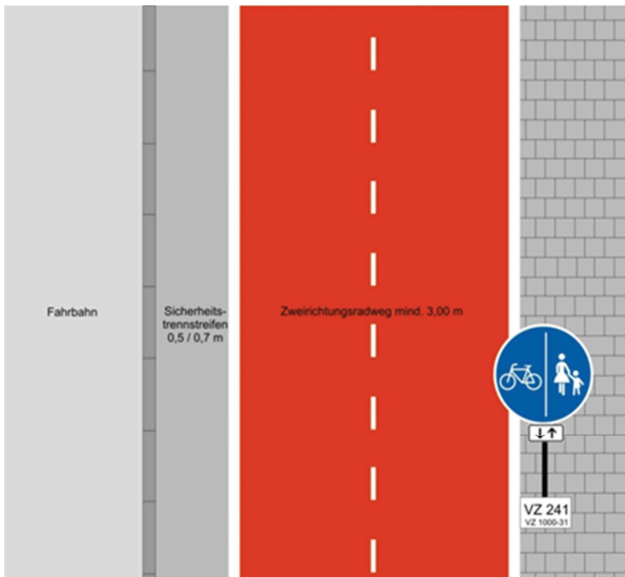 Fahrbahn
Sicherheits-
trennstreifen
0,5 / 0,7 m
Zweirichtungsradweg mind. 3,00 m
VZ 241
VZ 1000-31